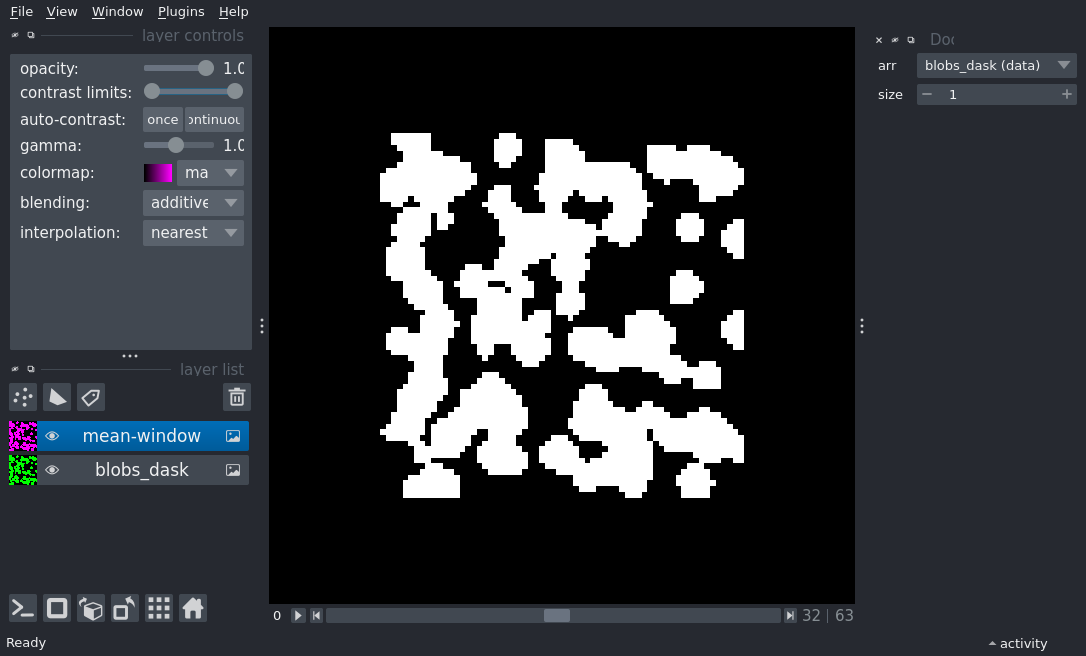 File View Window Plugins Help
layer controls
opacity: 1.0
contrast limits:
auto-contrast: once ontinuou
gamma: 1.0
colormap: ma
blending: additive
interpolation: nearest
layer list
mean-window
blobs_dask
Ready
0 32 | 63
Doc
arr blobs_dask (data)
size 1
activity